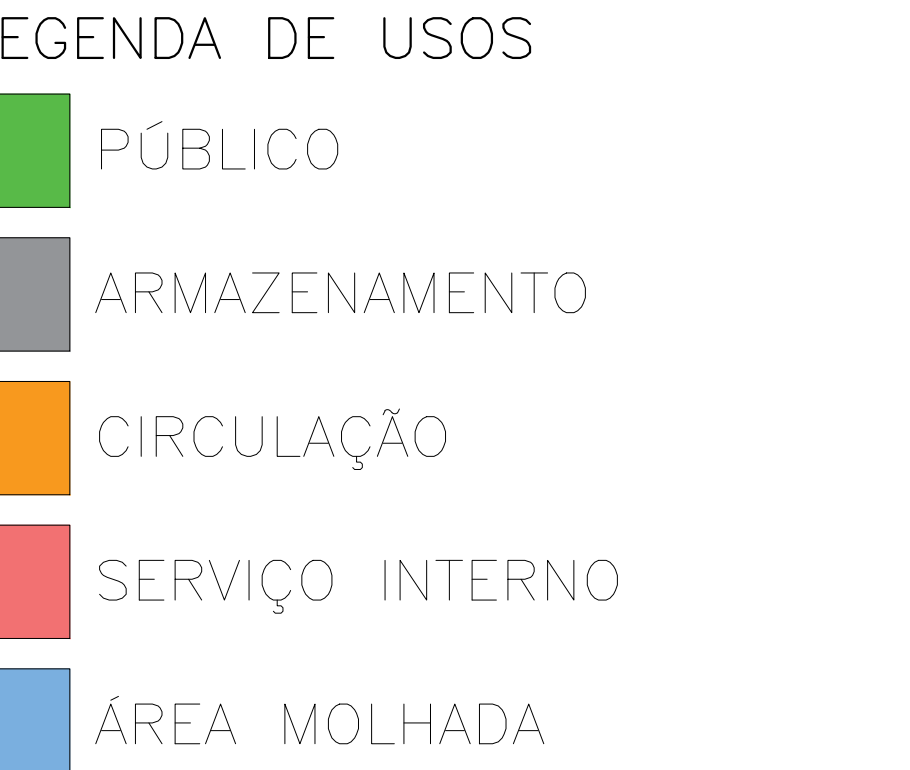 EGENDA DE USOS
PÚBLICO
ARMAZENAMENTO
CIRCULAÇÃO
SERVIÇO INTERNO
ÁREA MOLHADA